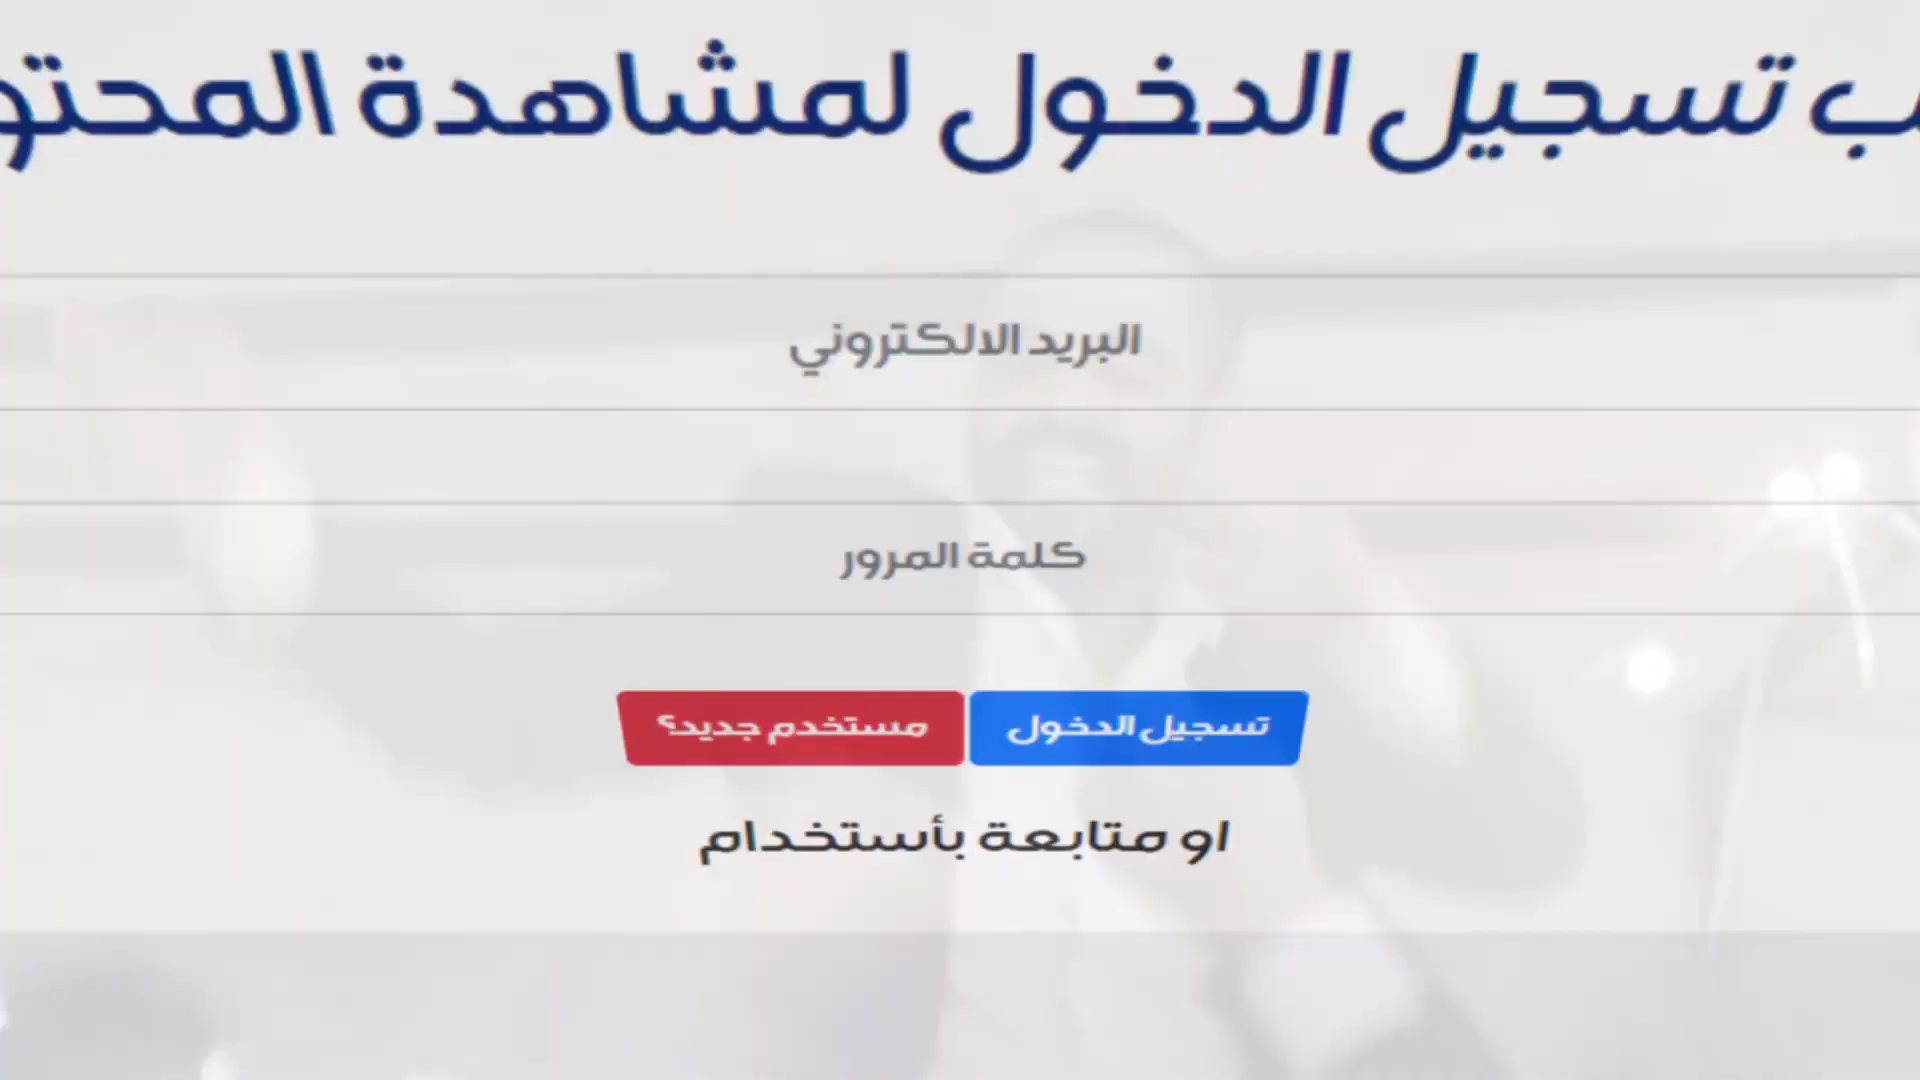 تسجيل الدخول لمشاهدة
البريد الالكتروني
كلمة المرور
تسجيل الدخول
مستخدم جديد؟
او متابعة بأستخدام